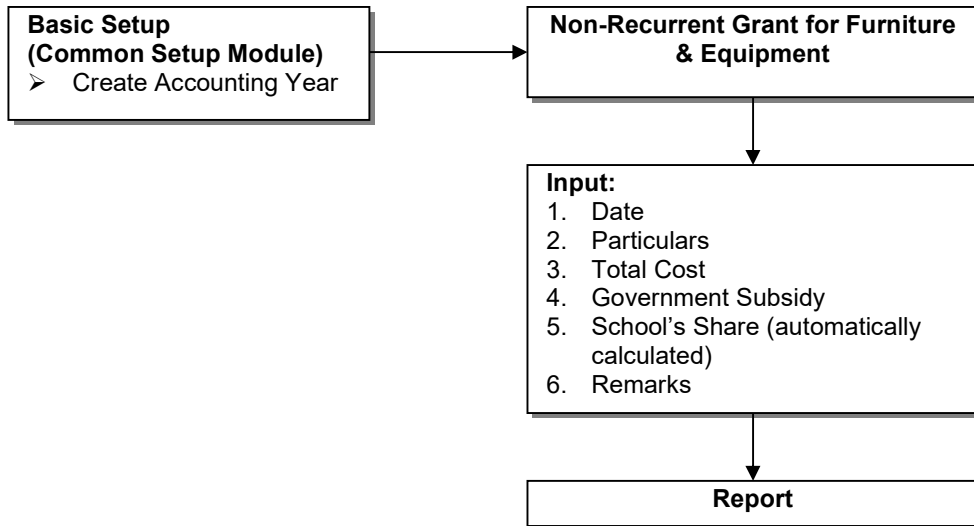 Basic Setup
(Common Setup Module)
➢ Create Accounting Year
Non-Recurrent Grant for Furniture
& Equipment
Input:
1. Date
2. Particulars
3. Total Cost
4. Government Subsidy
5. School’s Share (automatically
calculated)
6. Remarks
Report